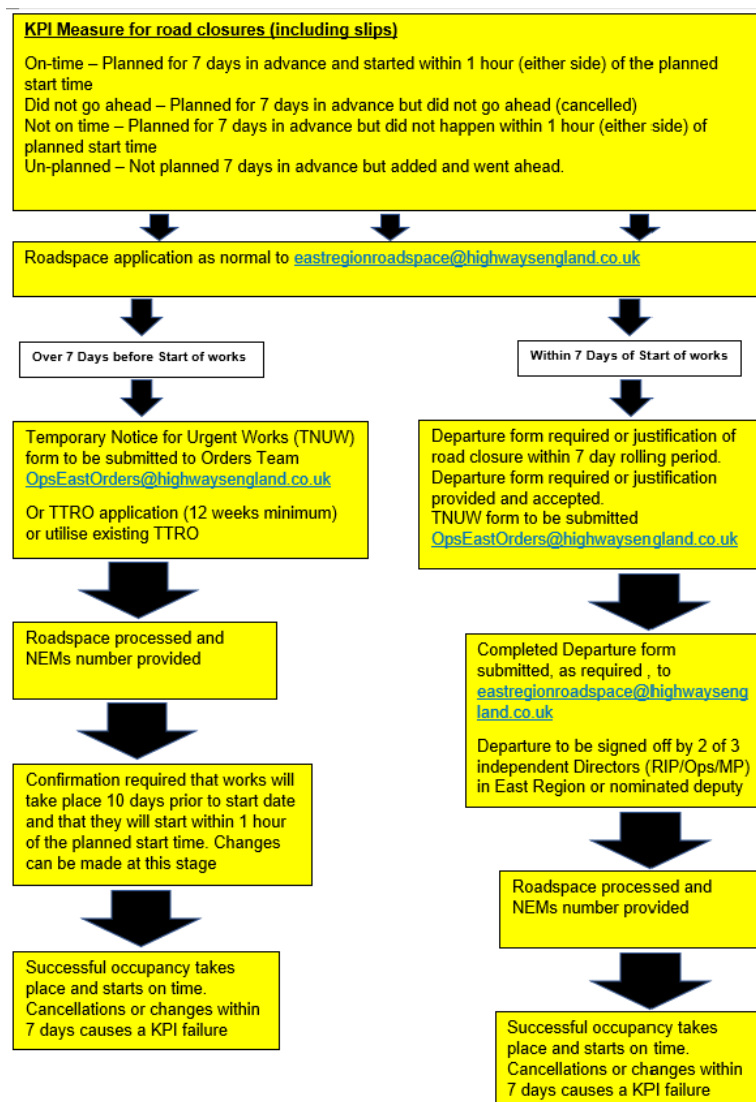 KPI Measure for road closures (including slips)
On-time – Planned for 7 days in advance and started within 1 hour (either side) of the planned
start time
Did not go ahead – Planned for 7 days in advance but did not go ahead (cancelled)
Not on time – Planned for 7 days in advance but did not happen within 1 hour (either side) of
planned start time
Un-planned – Not planned 7 days in advance but added and went ahead.
Roadspace application as normal to eastregionroadspace@highwaysengland.co.uk
Over 7 Days before Start of works
Temporary Notice for Urgent Works (TNUW)
form to be submitted to Orders Team
OpsEastOrders@highwaysengland.co.uk
Or TTRO application (12 weeks minimum)
or utilise existing TTRO
Roadspace processed and
NEMs number provided
Confirmation required that works will
take place 10 days prior to start date
and that they will start within 1 hour
of the planned start time. Changes
can be made at this stage
Successful occupancy takes
place and starts on time.
Cancellations or changes within
7 days causes a KPI failure
Within 7 Days of Start of works
Departure form required or justification of
road closure within 7 day rolling period.
Departure form required or justification
provided and accepted.
TNUW form to be submitted
OpsEastOrders@highwaysengland.co.uk
Completed Departure form
submitted, as required , to
eastregionroadspace@highwayseng
land.co.uk
Departure to be signed off by 2 of 3
independent Directors (RIP/Ops/MP)
in East Region or nominated deputy
Roadspace processed and
NEMs number provided
Successful occupancy takes
place and starts on time.
Cancellations or changes within
7 days causes a KPI failure